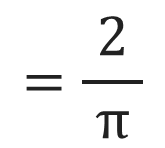 = 2/π